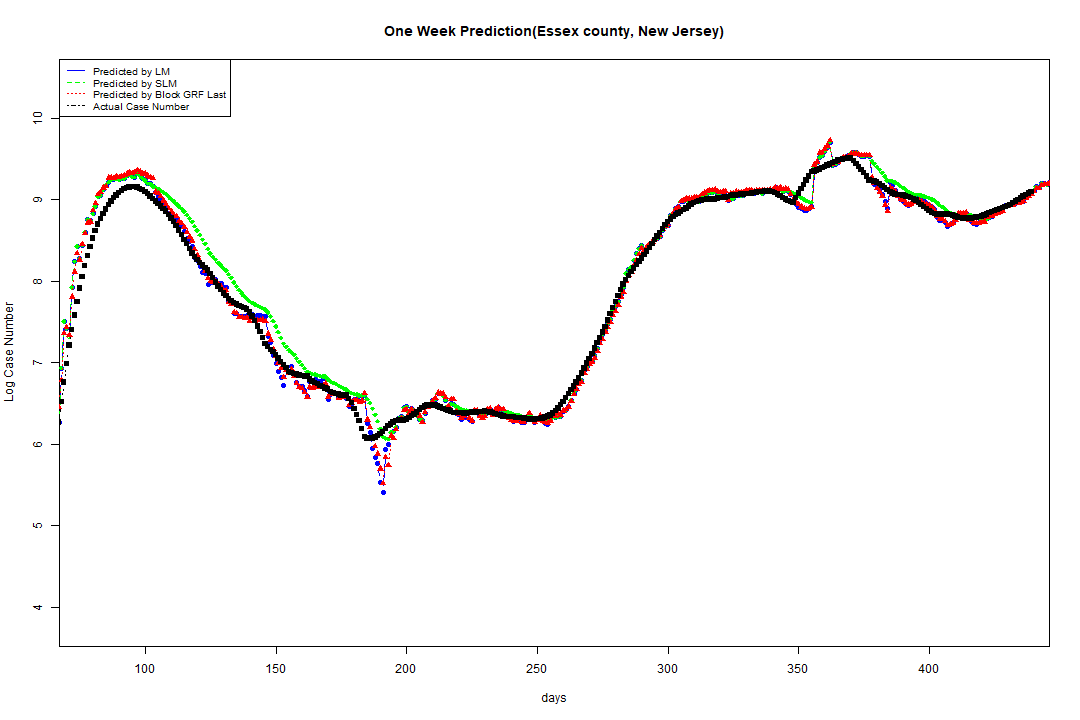 One Week Prediction(Essex county, New Jersey)
Predicted by LM
Predicted by SLM
Predicted by Block GRF Last
Actual Case Number
10
9
8
7
6
5
4
Log Case Number
100 150 200 250 300 350 400
days